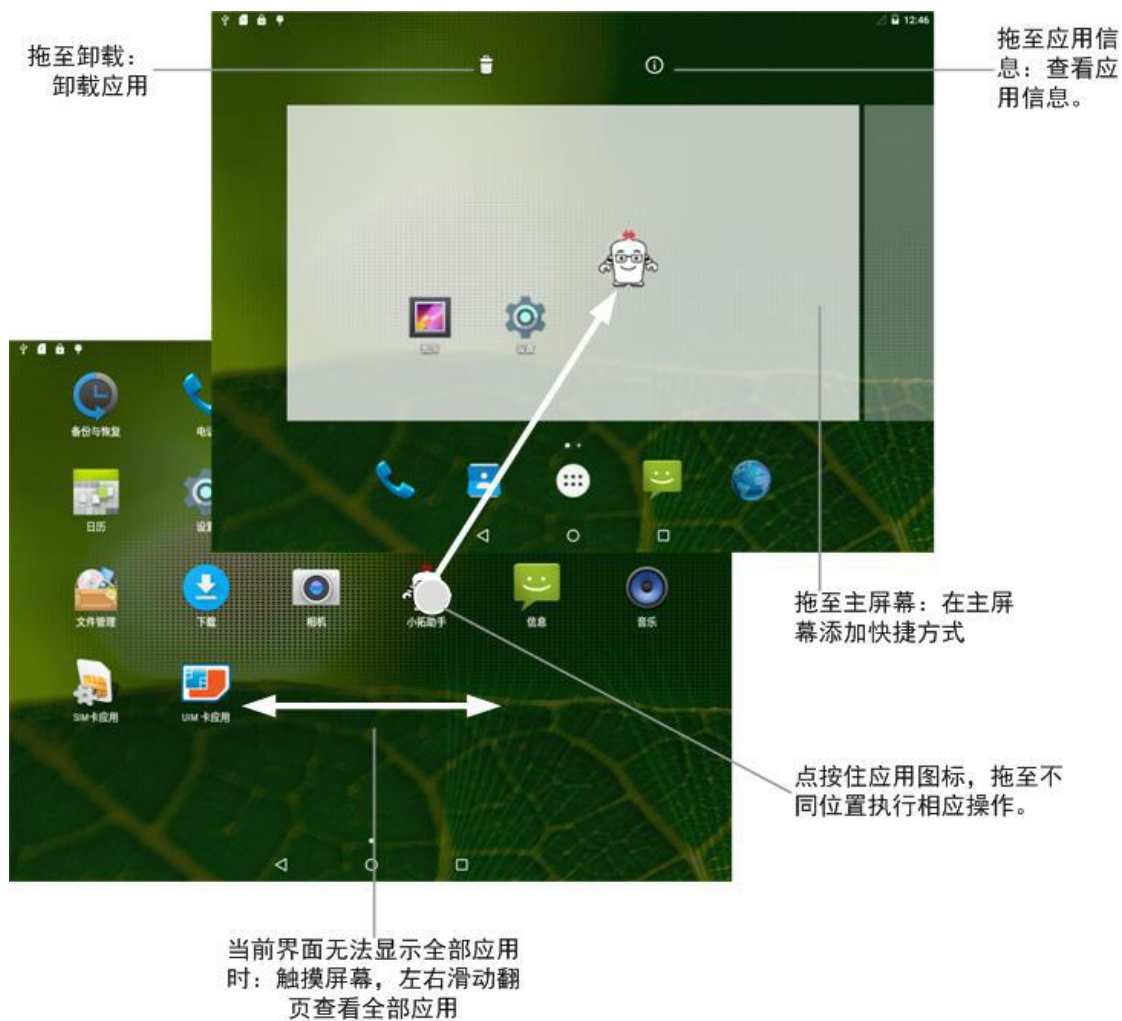 12:46
拖至卸载：
卸载应用
拖至应用信
息：查看应
用信息。
备份与恢复
日历
文件管理
下载
相机
小拓助手
信息
音乐
SIM卡应用
UIM 卡应用
拖至主屏幕：在主屏
幕添加快捷方式
点按住应用图标，拖至不
同位置执行相应操作。
当前界面无法显示全部应用
时：触摸屏幕，左右滑动翻
页查看全部应用